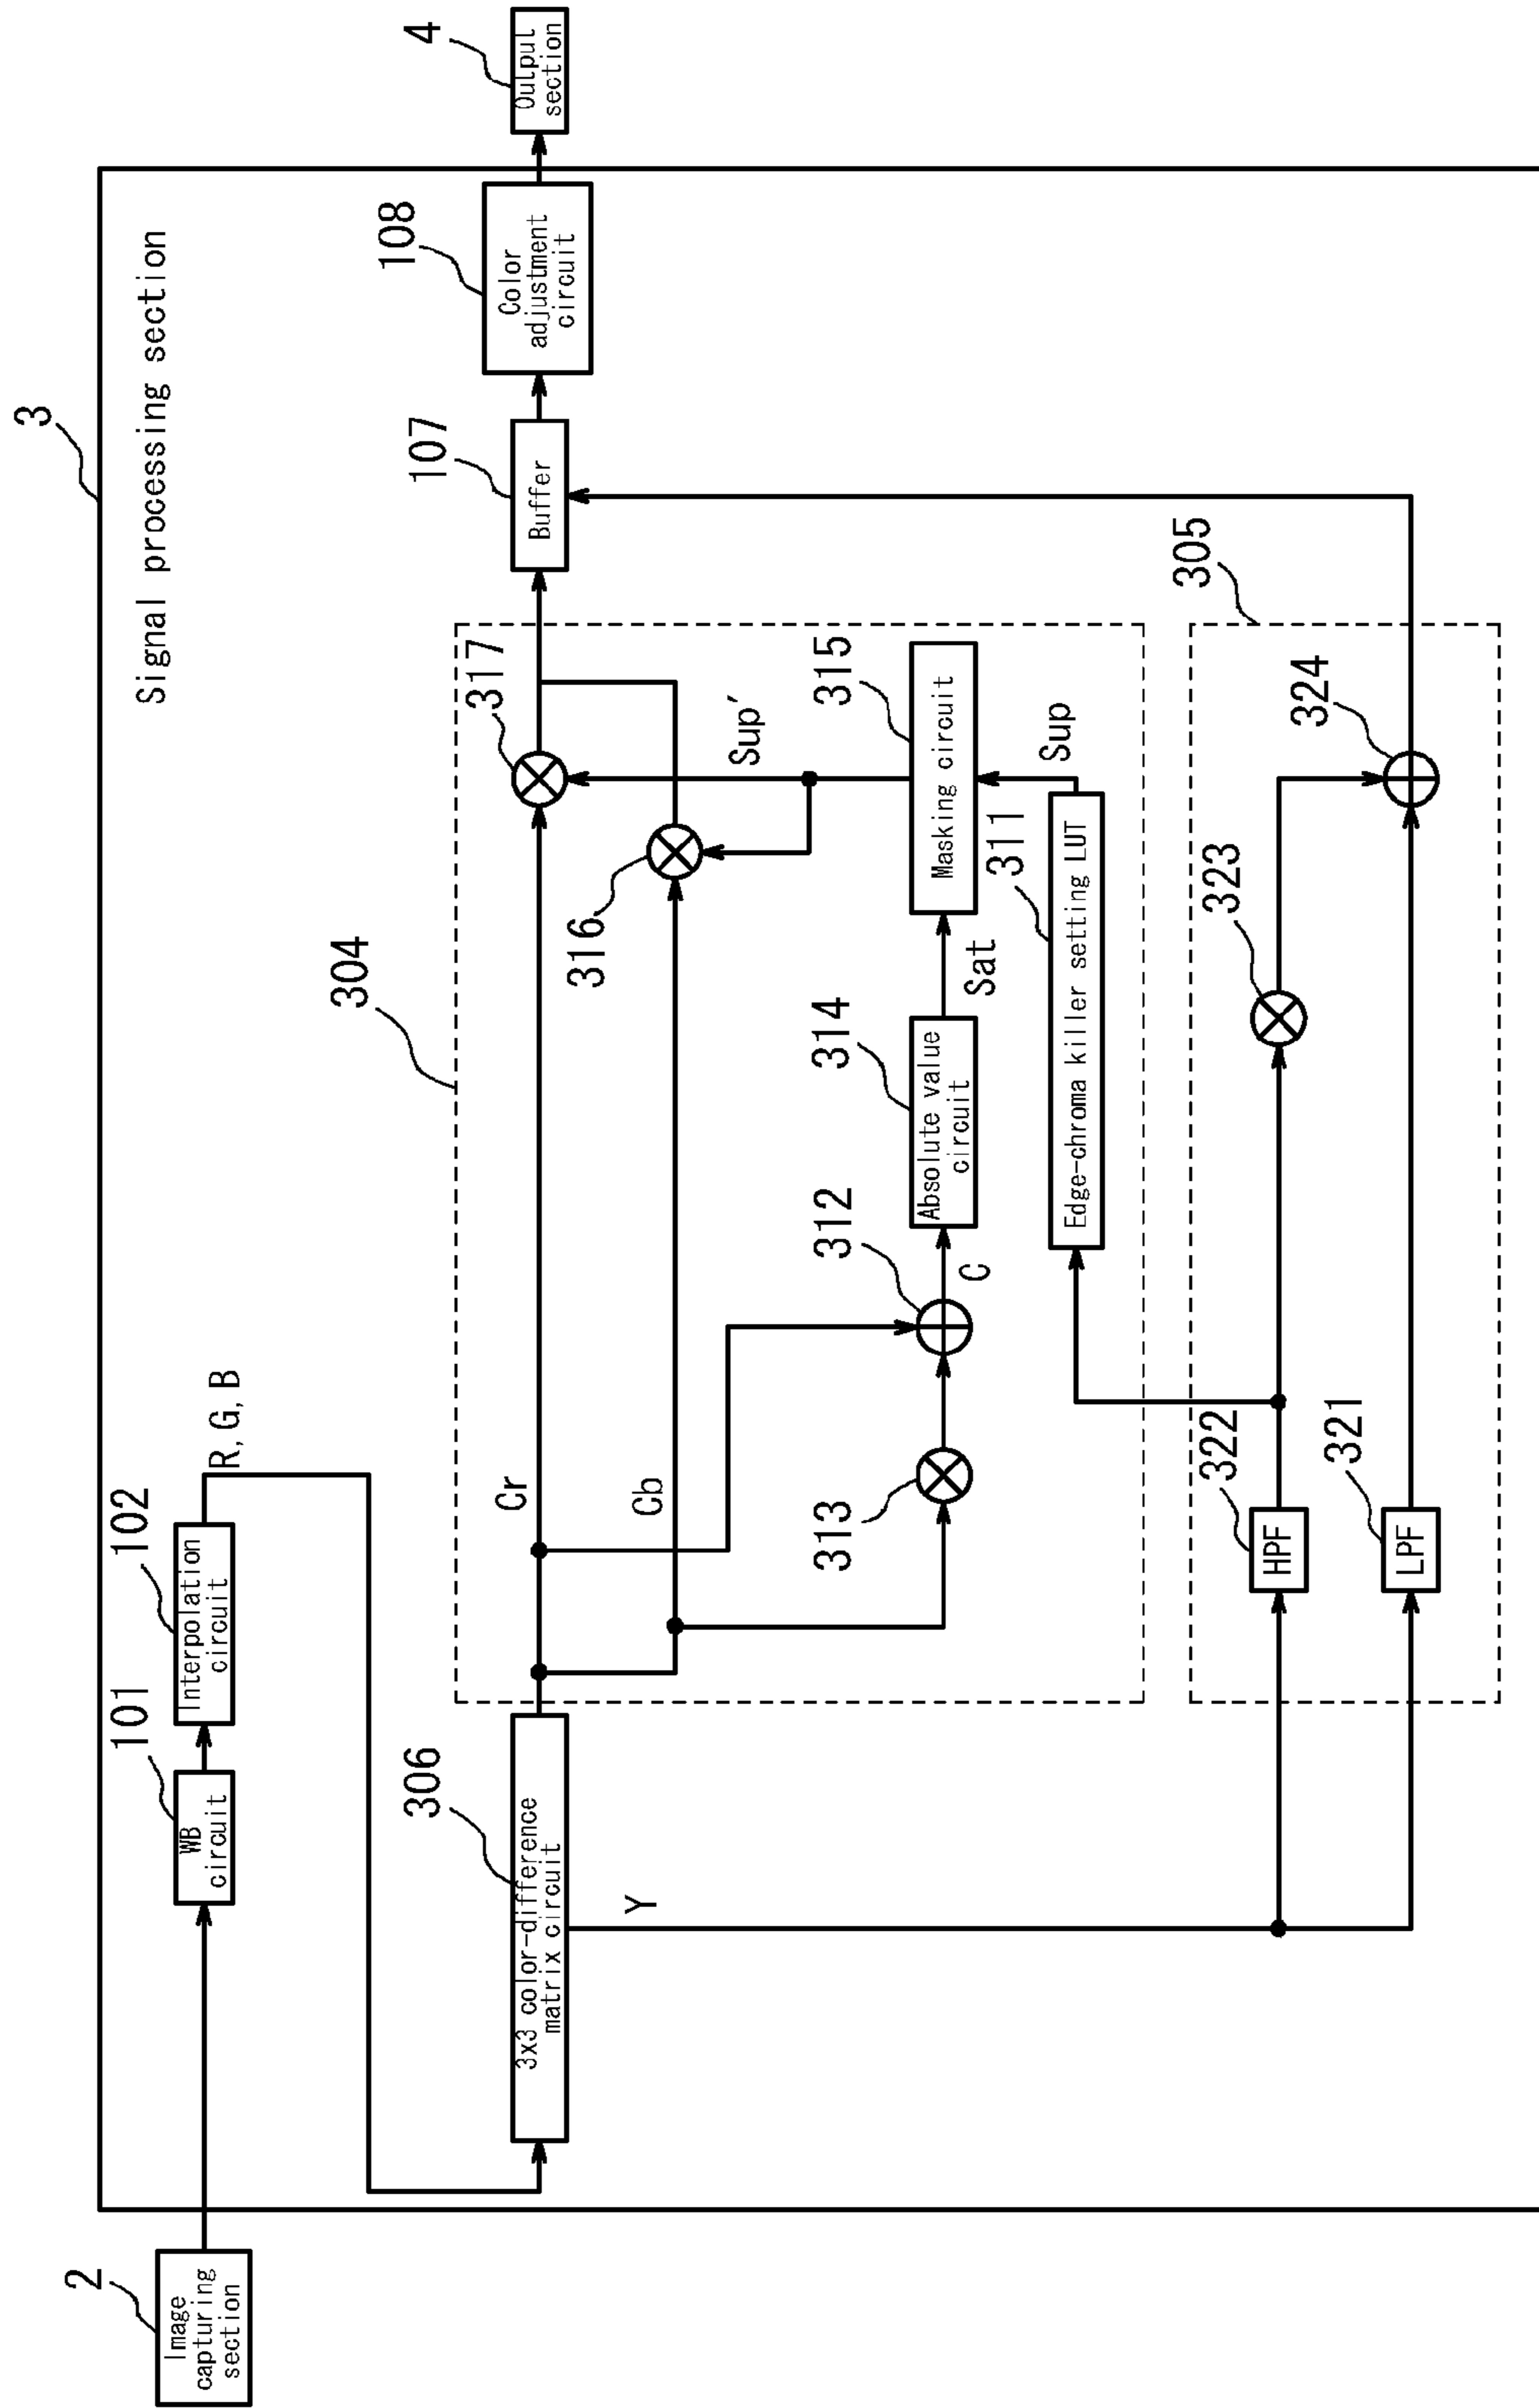 3
Signal processing section
2
Image
capturing
section
101
WB
circuit
102
Interpolation
circuit
R, G, B
306
3x3 color-difference
matrix circuit
Y
304
Cr
Cb
313
312
C
314
Absolute value
circuit
Sat
315
Masking circuit
Sup
311
Edge-chroma killer setting LUT
316
317
Sup'
107
Buffer
108
Color
adjustment
circuit
4
Output
section
305
322
HPF
321
LPF
323
324